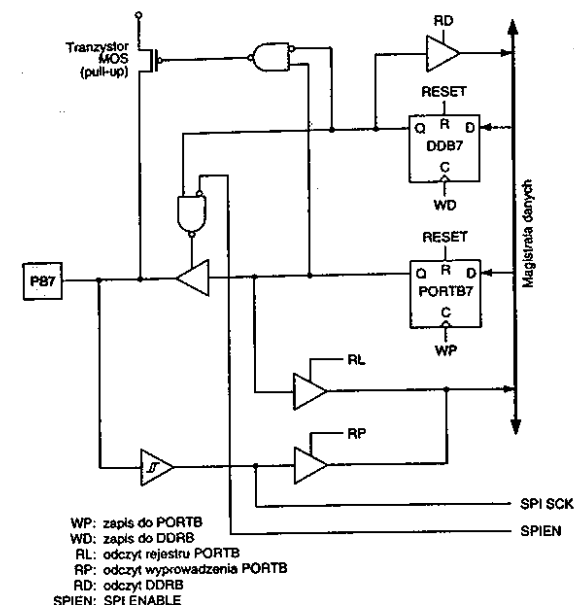 RD
Tranzystor
MOS
(pull-up)
RESET
Q R D
DDB7
C
WD
Magistrala danych
RESET
PB7
Q R D
PORTB7
C
WP
RL
RP
SPI SCK
SPIEN
WP: zapis do PORTB
WD: zapis do DDRB
RL: odczyt rejestru PORTB
RP: odczyt wyprowadzenia PORTB
RD: odczyt DDRB
SPIEN: SPI ENABLE